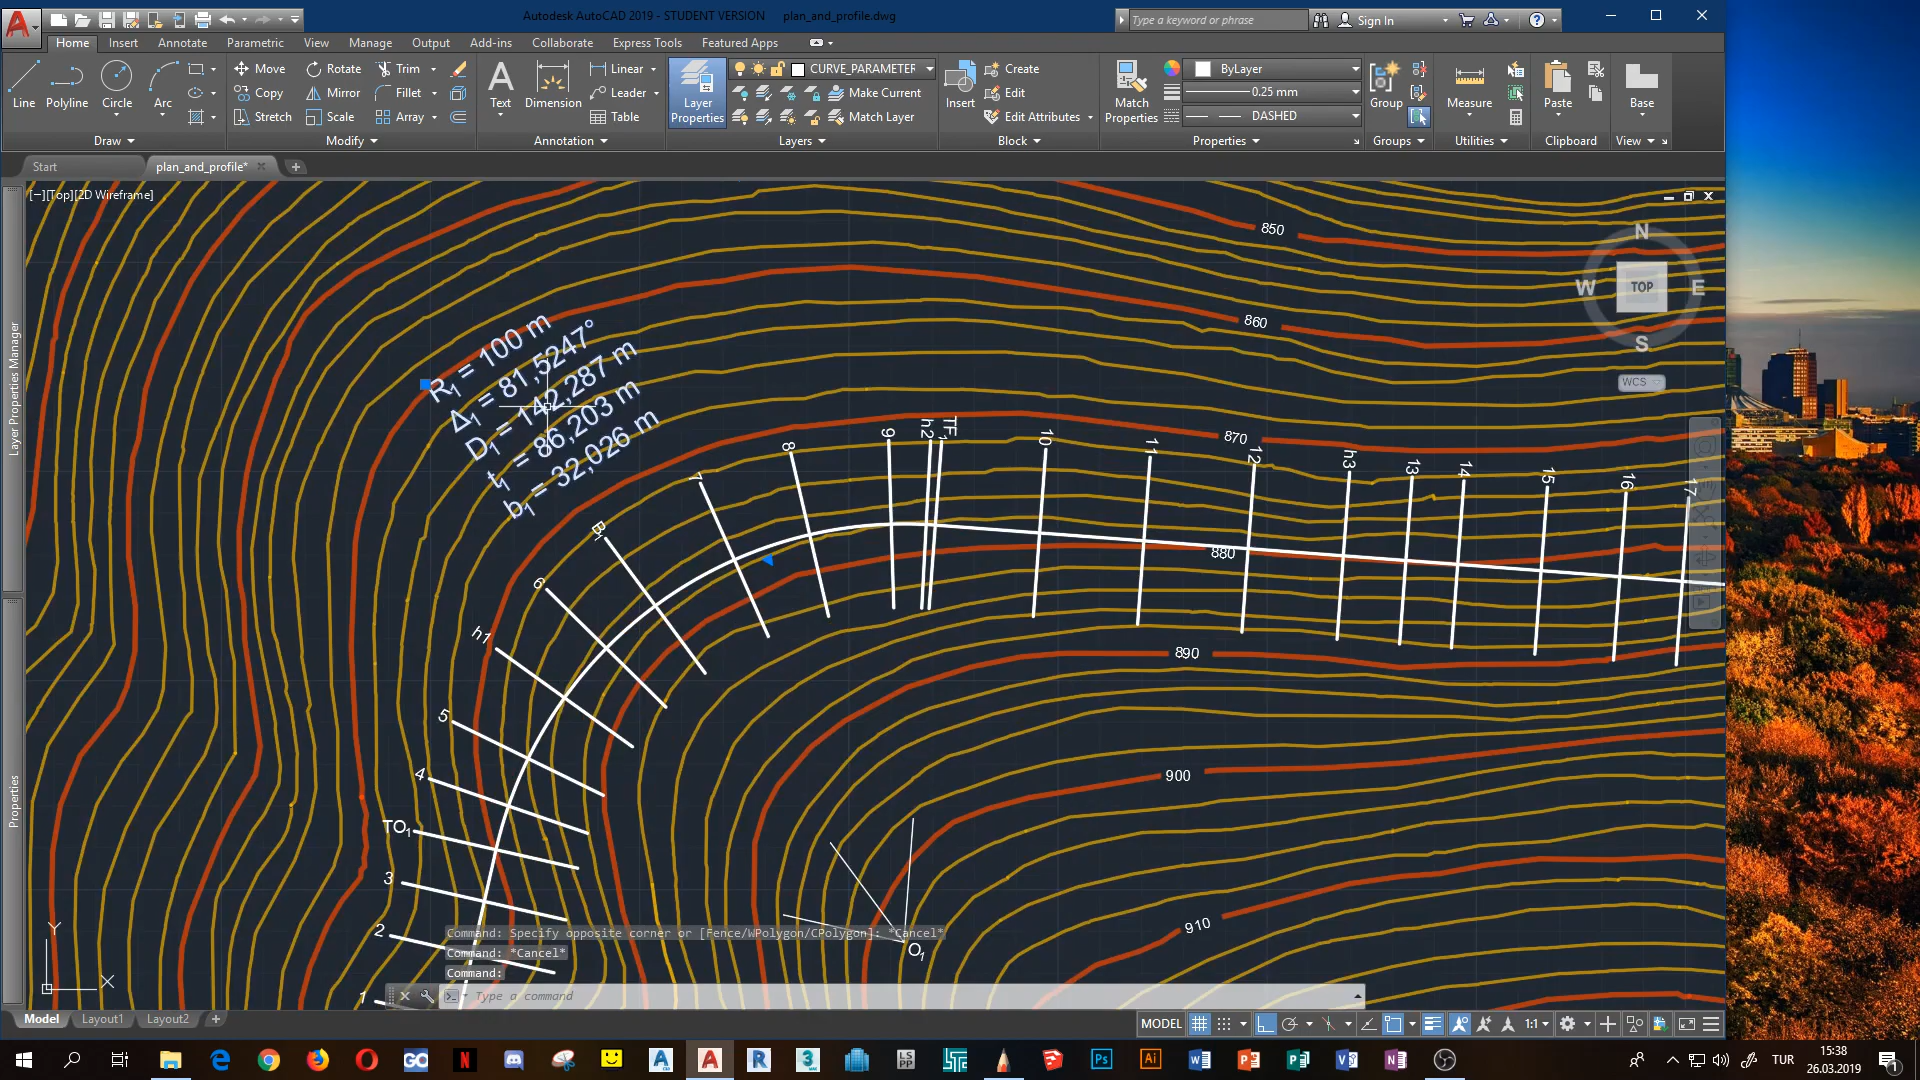 Autodesk AutoCAD 2019 - STUDENT VERSION plan_and_profile.dwg
Type a keyword or phrase
Sign In
Home Insert Annotate Parametric View Manage Output Add-ins Collaborate Express Tools Featured Apps
Line Polyline Circle Arc
Move Rotate Trim
Copy Mirror Fillet
Stretch Scale Array
Text Dimension
Linear
Leader
Table
Layer Properties
CURVE_PARAMETER
Make Current
Match Layer
Insert
Create
Edit
Edit Attributes
Match Properties
ByLayer
0.25 mm
DASHED
Group
Measure
Paste
Base
Draw Modify Annotation Layers Block Properties Groups Utilities Clipboard View
Start plan_and_profile*
[−][Top][2D Wireframe]
Layer Properties Manager
Properties
N
W TOP E
S
WCS
850
860
870
880
890
900
910
R1 = 100 m
Δ1 = 81,5247°
D1 = 142,287 m
t1 = 86,203 m
b1 = 32,026 m
1
2
3
TO1
4
5
h1
6
B1
7
8
9
h2
TF1
10
11
12
h3
13
14
15
16
17
O1
Y
X
Command: Specify opposite corner or [Fence/WPolygon/CPolygon]: *Cancel*
Command: *Cancel*
Command:
Type a command
Model Layout1 Layout2
MODEL 1:1
TUR
15:38
26.03.2019